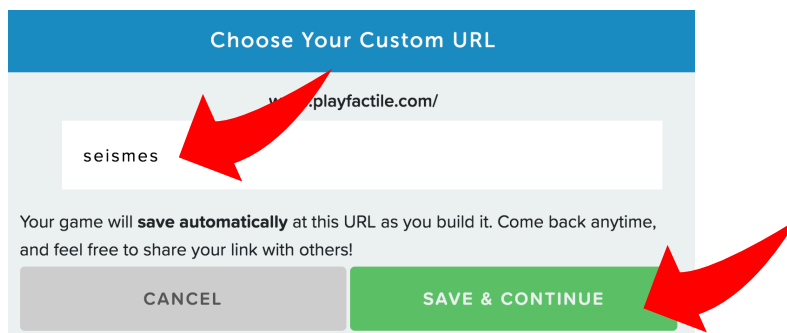 Choose Your Custom URL
www.playfactile.com/
seismes
Your game will save automatically at this URL as you build it. Come back anytime,
and feel free to share your link with others!
CANCEL
SAVE & CONTINUE